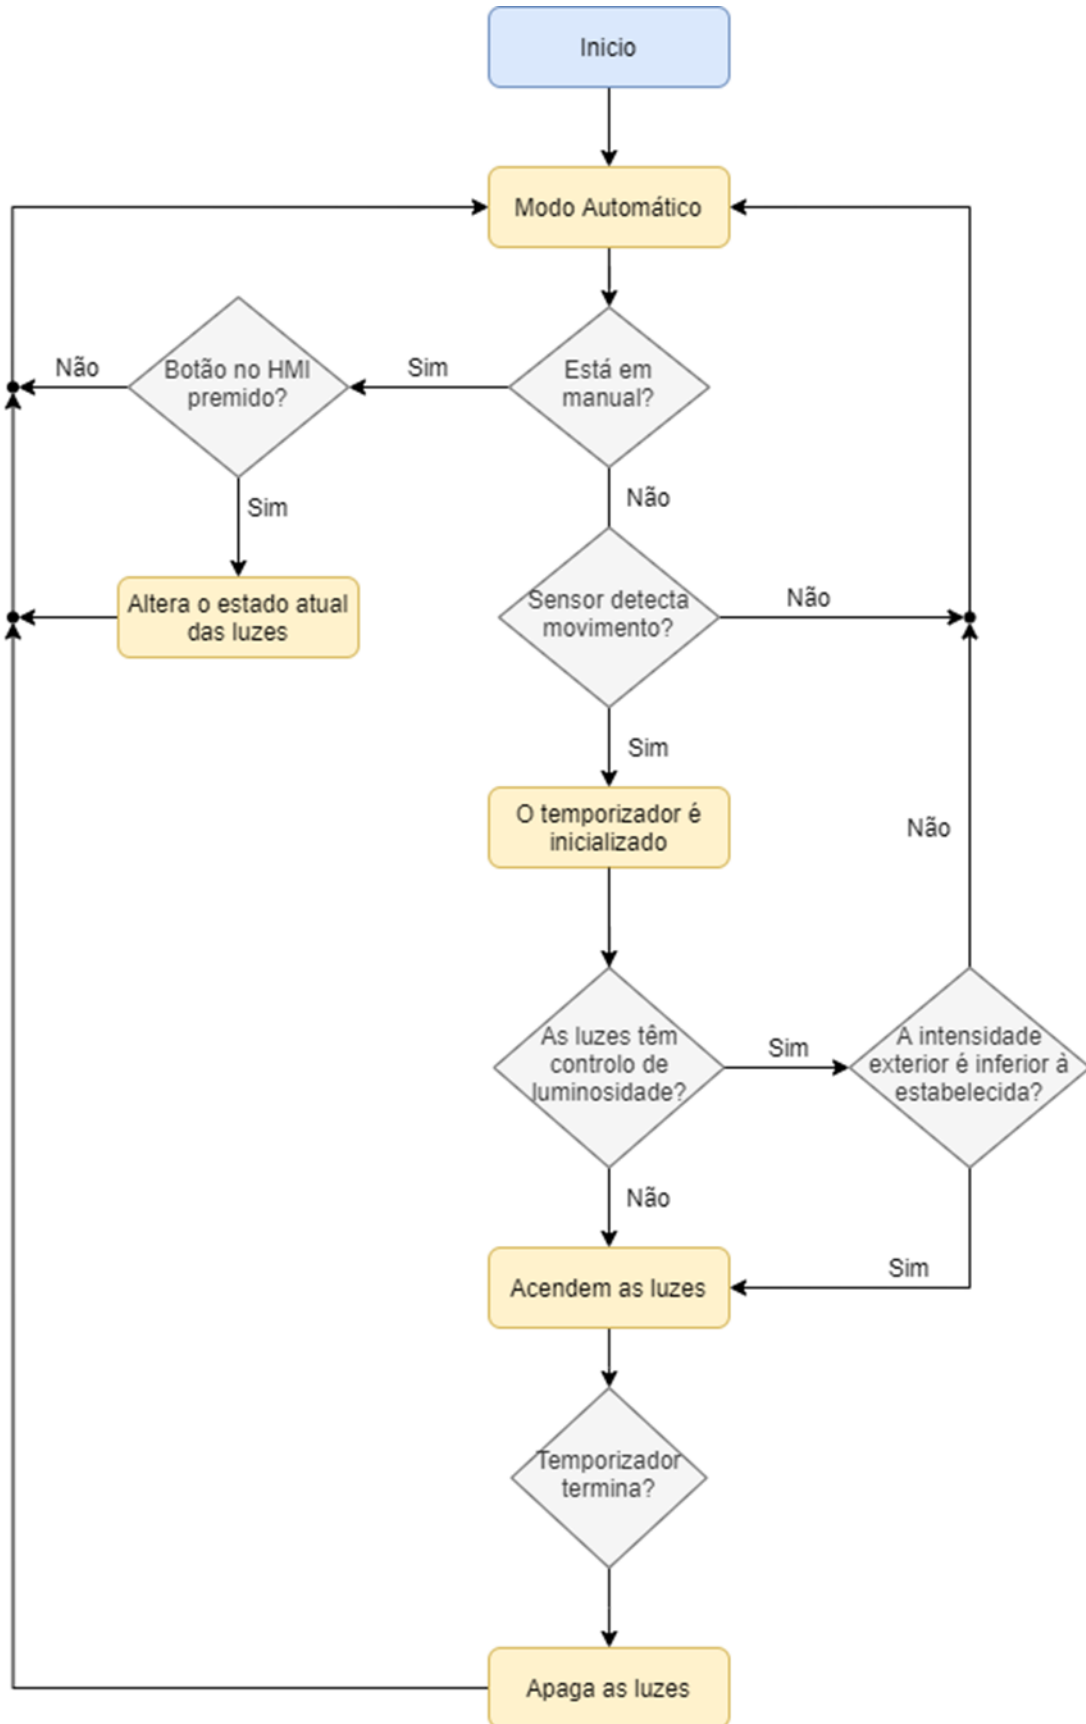 Inicio
Modo Automático
Botão no HMI
premido?
Não
Sim
Está em
manual?
Sim
Não
Altera o estado atual
das luzes
Sensor detecta
movimento?
Não
Sim
O temporizador é
inicializado
Não
As luzes têm
controlo de
luminosidade?
Sim
A intensidade
exterior é inferior à
estabelecida?
Não
Sim
Acendem as luzes
Temporizador
termina?
Apaga as luzes